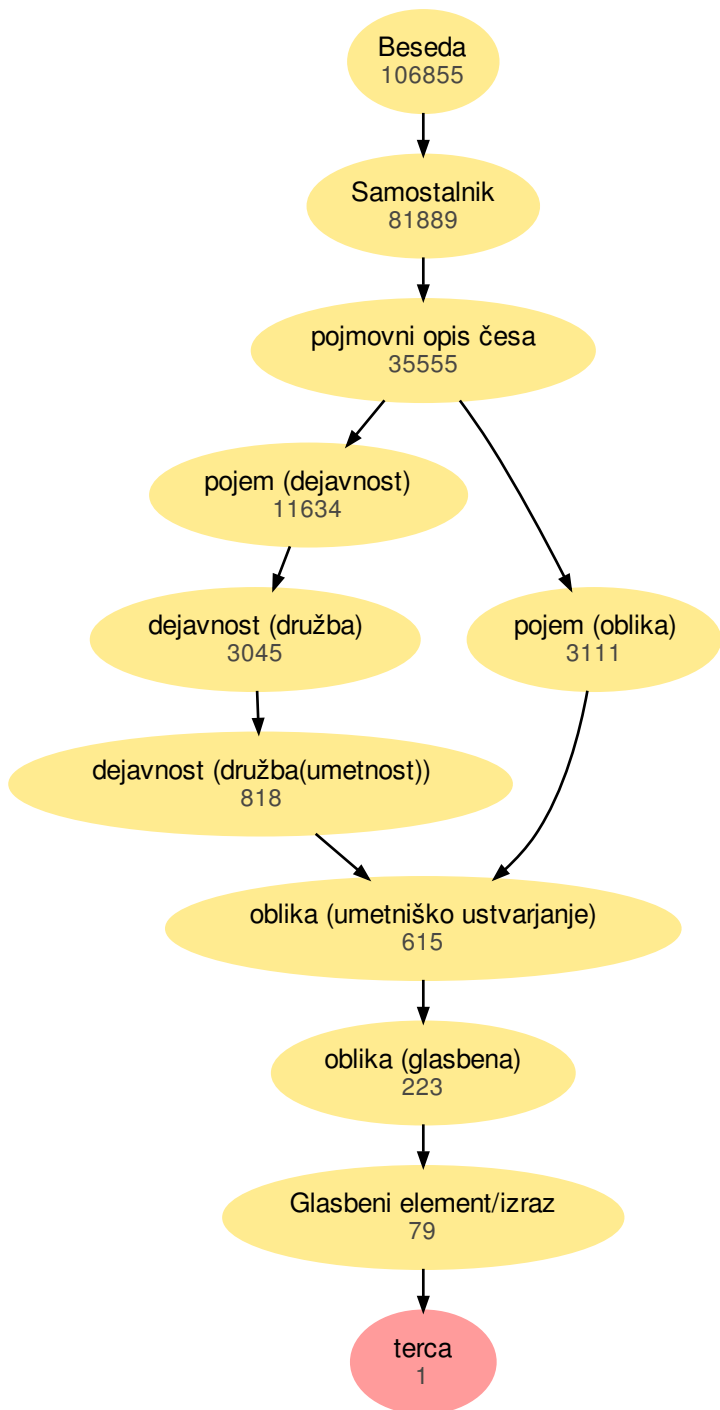 Beseda
106855
Samostalnik
81889
pojmovni opis česa
35555
pojem (dejavnost)
11634
dejavnost (družba)
3045
pojem (oblika)
3111
dejavnost (družba(umetnost))
818
oblika (umetniško ustvarjanje)
615
oblika (glasbena)
223
Glasbeni element/izraz
79
terca
1